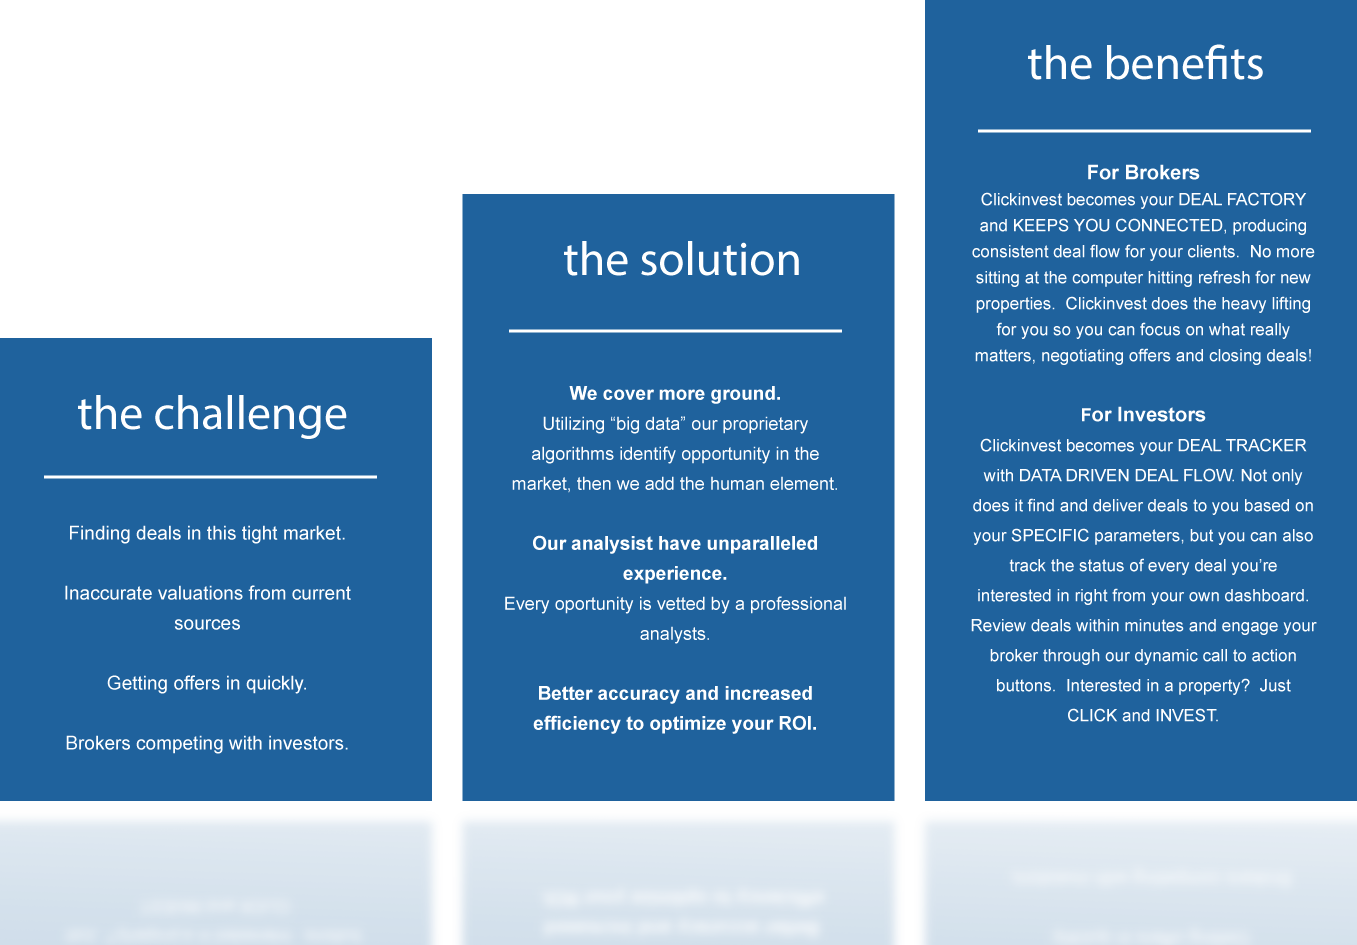 the challenge
Finding deals in this tight market.
Inaccurate valuations from current
sources
Getting offers in quickly.
Brokers competing with investors.
the solution
We cover more ground.
Utilizing “big data” our proprietary
algorithms identify opportunity in the
market, then we add the human element.
Our analysist have unparalleled
experience.
Every oportunity is vetted by a professional
analysts.
Better accuracy and increased
efficiency to optimize your ROI.
the benefits
For Brokers
Clickinvest becomes your DEAL FACTORY
and KEEPS YOU CONNECTED, producing
consistent deal flow for your clients.  No more
sitting at the computer hitting refresh for new
properties.  Clickinvest does the heavy lifting
for you so you can focus on what really
matters, negotiating offers and closing deals!
For Investors
Clickinvest becomes your DEAL TRACKER
with DATA DRIVEN DEAL FLOW. Not only
does it find and deliver deals to you based on
your SPECIFIC parameters, but you can also
track the status of every deal you’re
interested in right from your own dashboard.
Review deals within minutes and engage your
broker through our dynamic call to action
buttons.  Interested in a property?  Just
CLICK and INVEST.